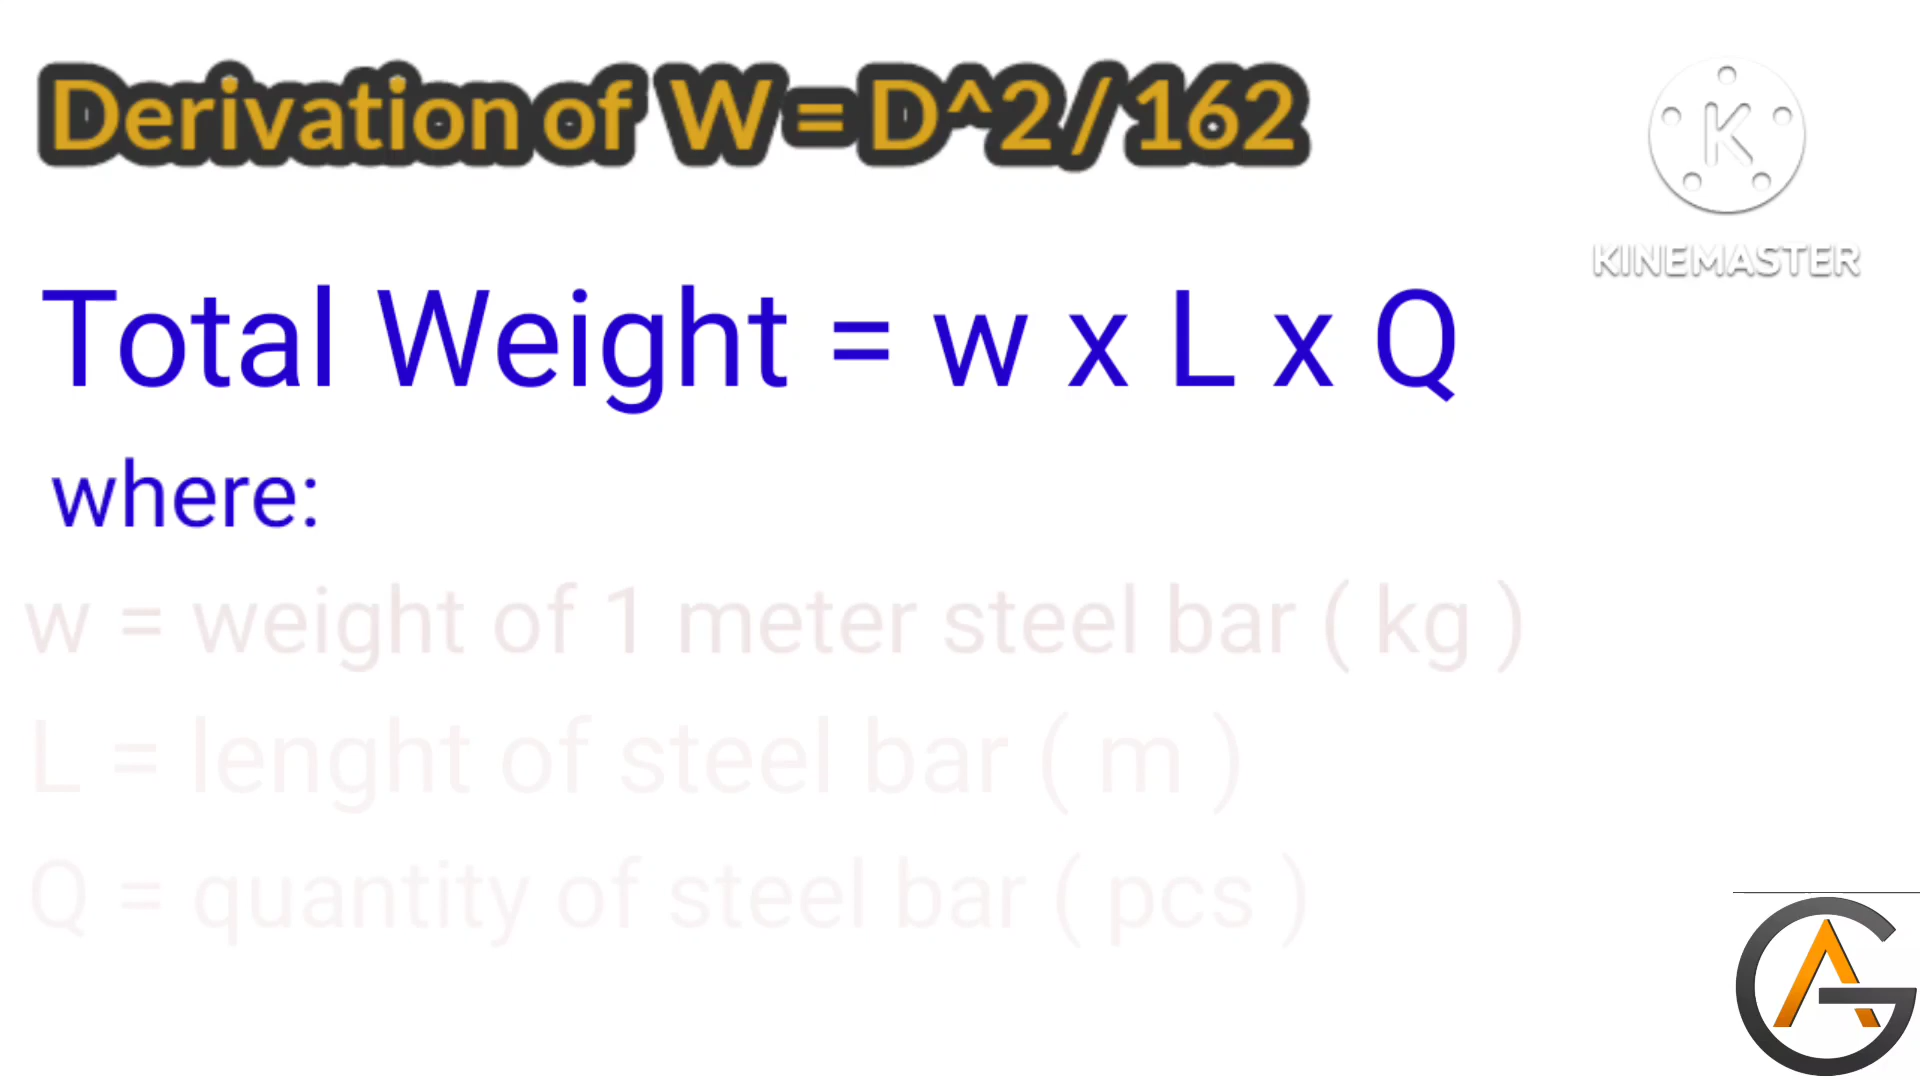 Derivation of W = D^2 / 162
K
KINEMASTER
Total Weight = w x L x Q
where:
w = weight of 1 meter steel bar ( kg )
L = lenght of steel bar ( m )
Q = quantity of steel bar ( pcs )
AG